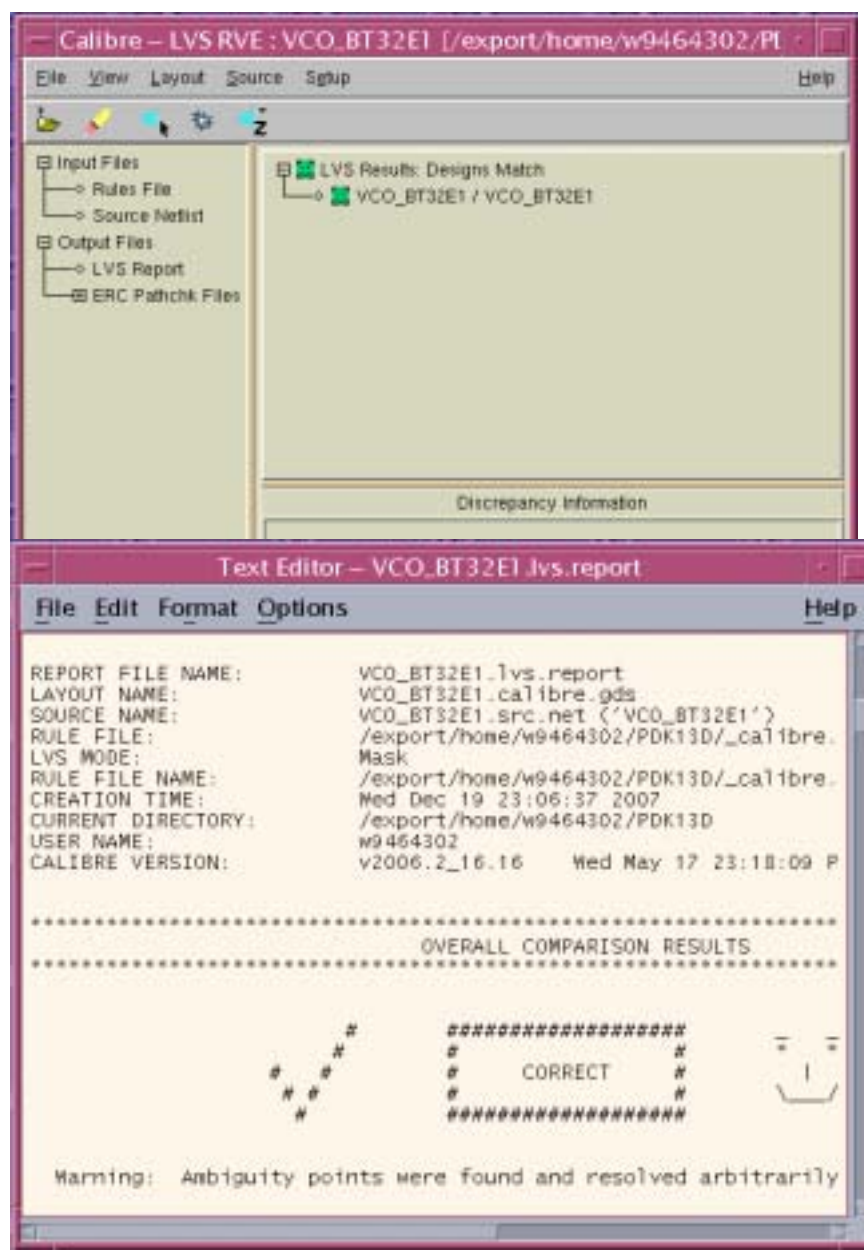 Calibre – LVS RVE : VCO_BT32E1 [/export/home/w9464302/PD
File View Layout Source Setup Help
Input Files
Rules File
Source Netlist
Output Files
LVS Report
ERC Pathchk Files
LVS Results: Designs Match
VCO_BT32E1 / VCO_BT32E1
Discrepancy Information
Text Editor – VCO_BT32E1.lvs.report
File Edit Format Options Help
REPORT FILE NAME: VCO_BT32E1.lvs.report
LAYOUT NAME: VCO_BT32E1.calibre.gds
SOURCE NAME: VCO_BT32E1.src.net ('VCO_BT32E1')
RULE FILE: /export/home/w9464302/PDK13D/_calibre.
LVS MODE: Mask
RULE FILE NAME: /export/home/w9464302/PDK13D/_calibre.
CREATION TIME: Wed Dec 19 23:06:37 2007
CURRENT DIRECTORY: /export/home/w9464302/PDK13D
USER NAME: w9464302
CALIBRE VERSION: v2006.2_16.16 Wed May 17 23:18:09 P
OVERALL COMPARISON RESULTS
CORRECT
Warning: Ambiguity points were found and resolved arbitrarily